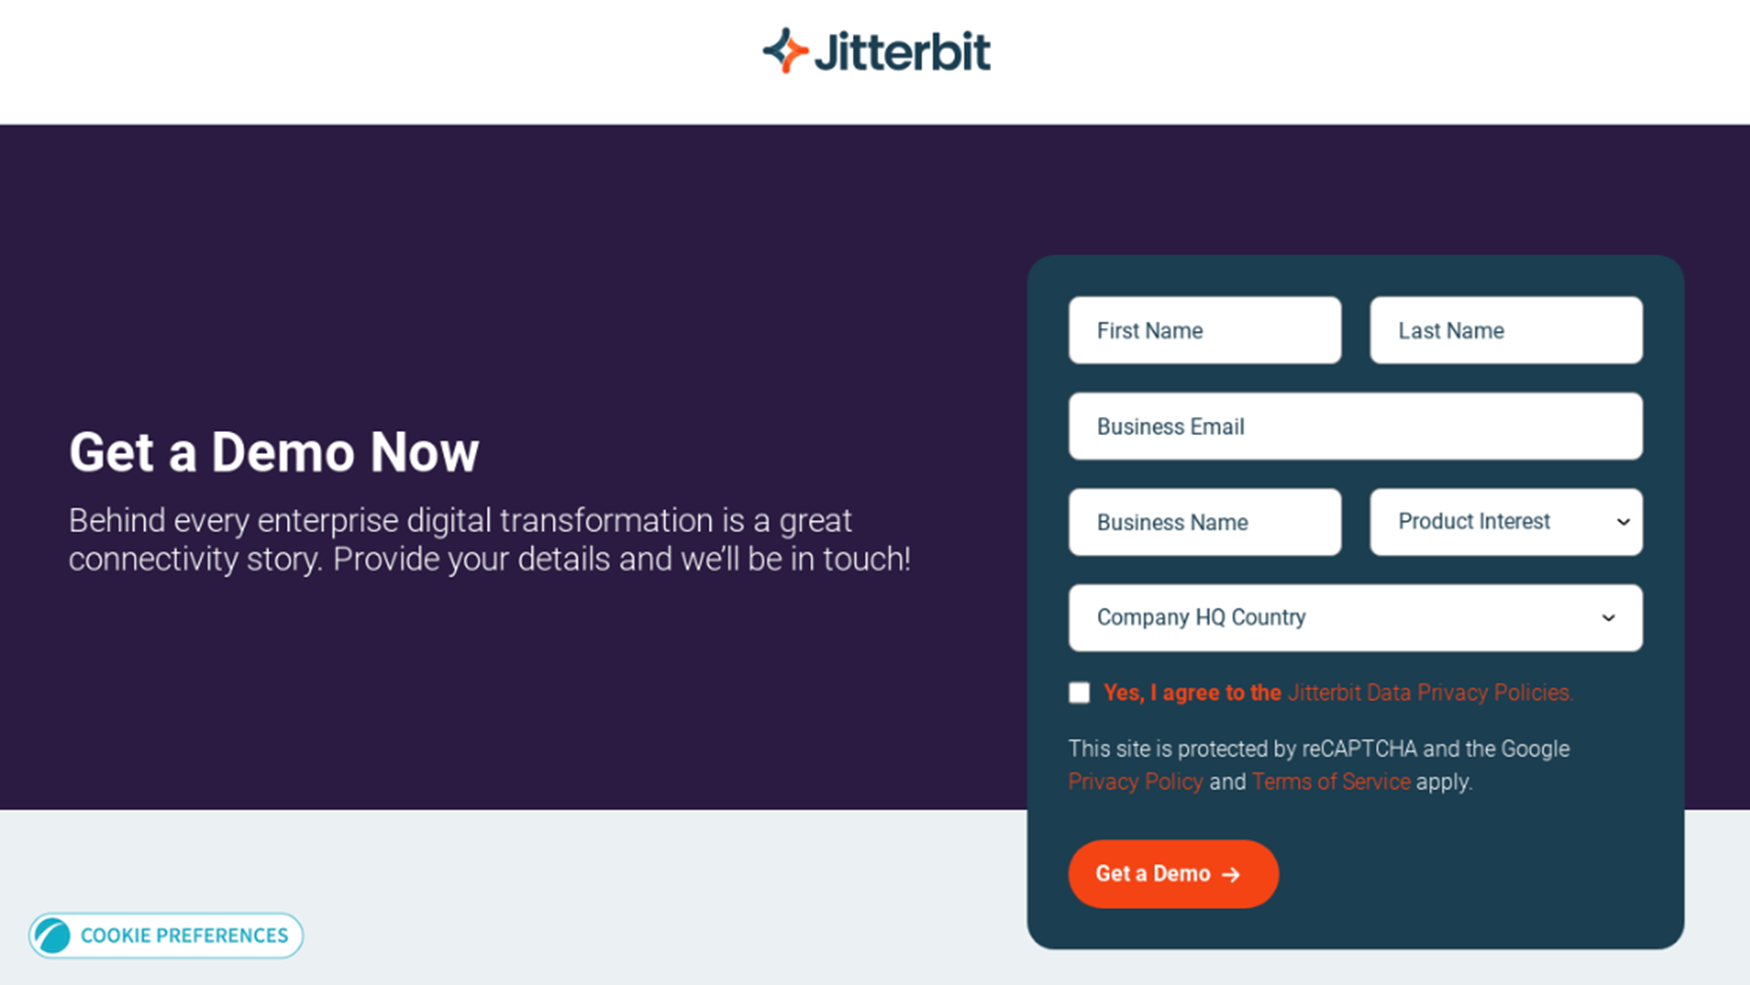 Jitterbit
Get a Demo Now
Behind every enterprise digital transformation is a great
connectivity story. Provide your details and we’ll be in touch!
First Name
Last Name
Business Email
Business Name
Product Interest
Company HQ Country
Yes, I agree to the Jitterbit Data Privacy Policies.
This site is protected by reCAPTCHA and the Google
Privacy Policy and Terms of Service apply.
Get a Demo →
COOKIE PREFERENCES